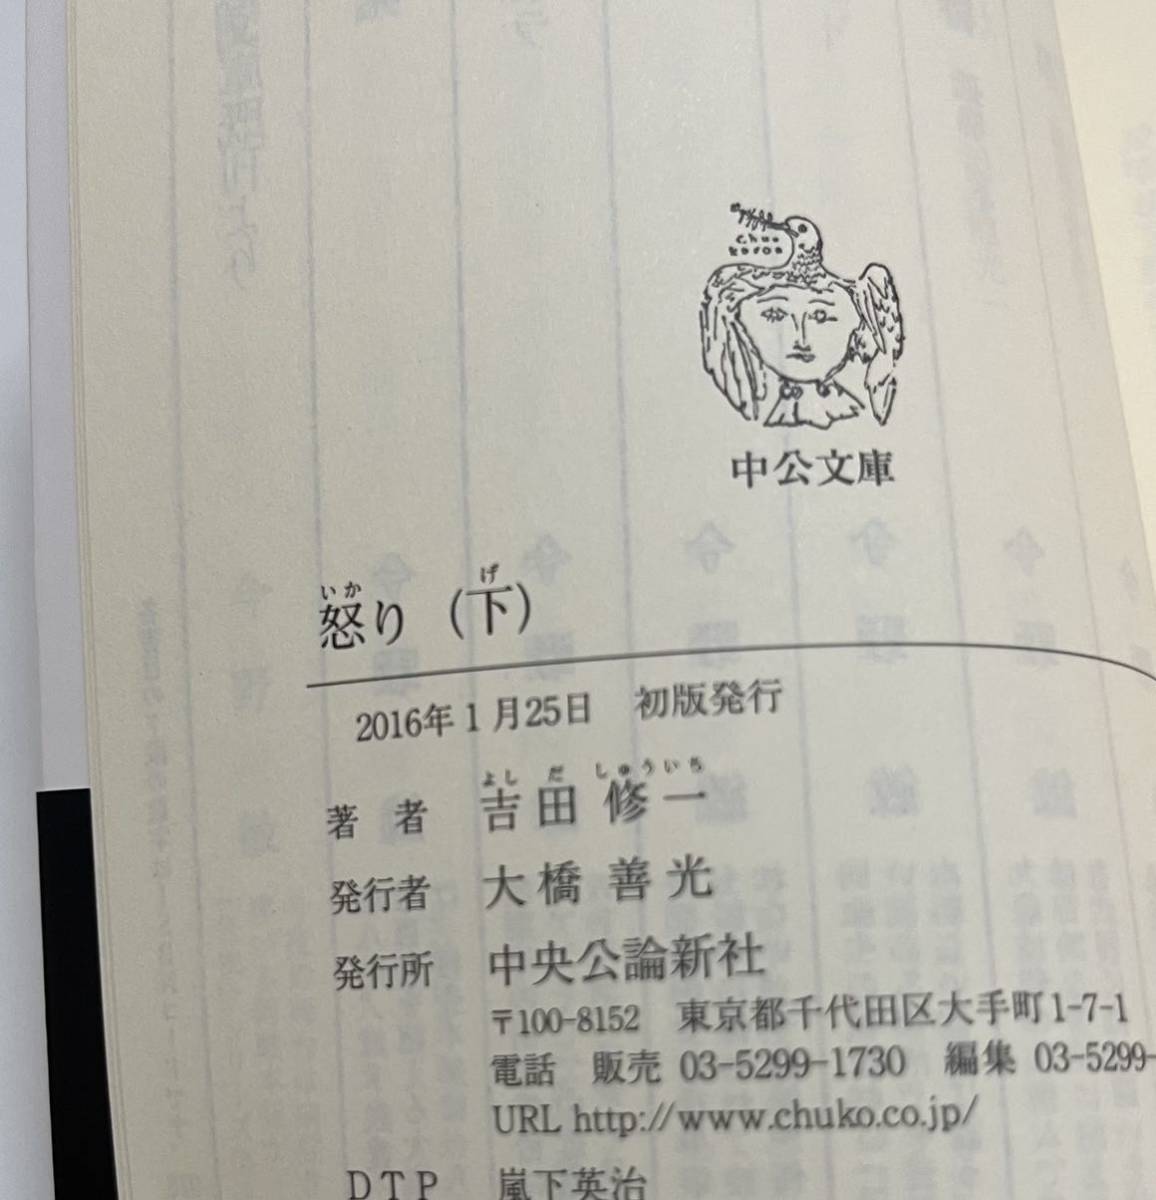 Chuo
koron
中公文庫
怒り（下）
2016年1月25日　初版発行
著　者　吉田修一
発行者　大橋善光
発行所　中央公論新社
〒100-8152　東京都千代田区大手町1-7-1
電話　販売 03-5299-1730　編集 03-5299-
URL http://www.chuko.co.jp/
DTP　嵐下英治